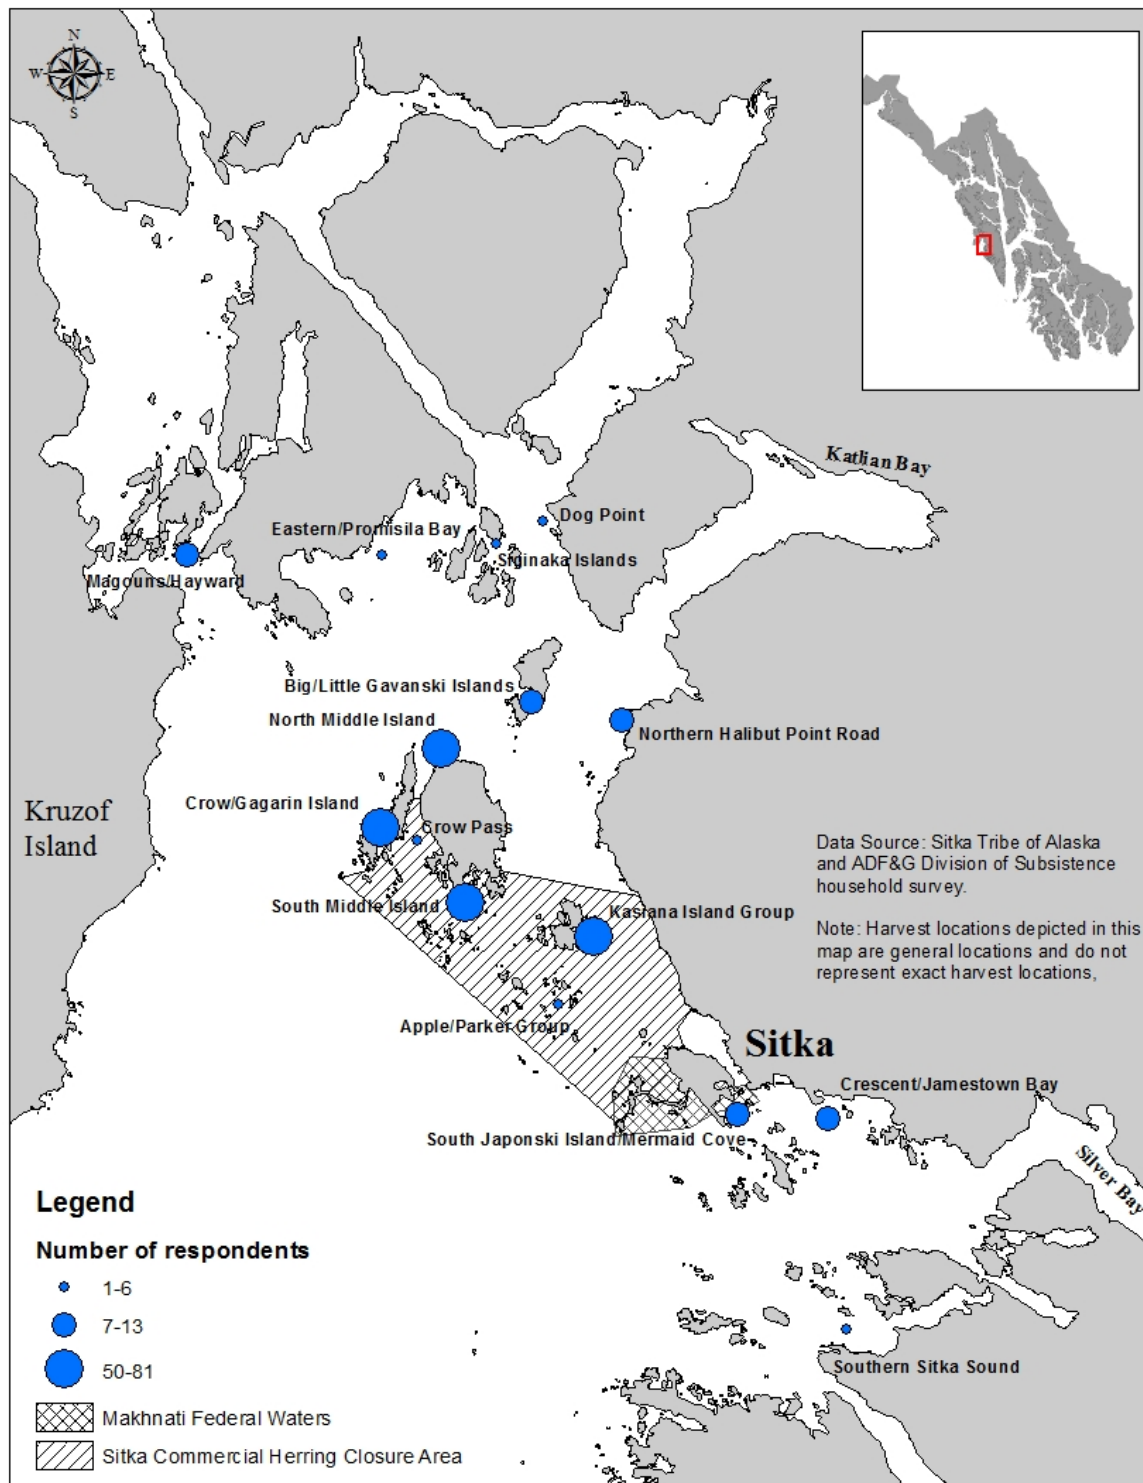 N
W
E
S
Katlian Bay
Dog Point
Eastern/Promisila Bay
Siginaka Islands
Magouns/Hayward
Big/Little Gavanski Islands
North Middle Island
Northern Halibut Point Road
Crow/Gagarin Island
Kruzof
Island
Crow Pass
Data Source: Sitka Tribe of Alaska
and ADF&G Division of Subsistence
household survey.
South Middle Island
Kasiana Island Group
Note: Harvest locations depicted in this
map are general locations and do not
represent exact harvest locations,
Apple/Parker Group
Sitka
Crescent/Jamestown Bay
South Japonski Island/Mermaid Cove
Silver Bay
Legend
Number of respondents
1-6
7-13
50-81
Southern Sitka Sound
Makhnati Federal Waters
Sitka Commercial Herring Closure Area